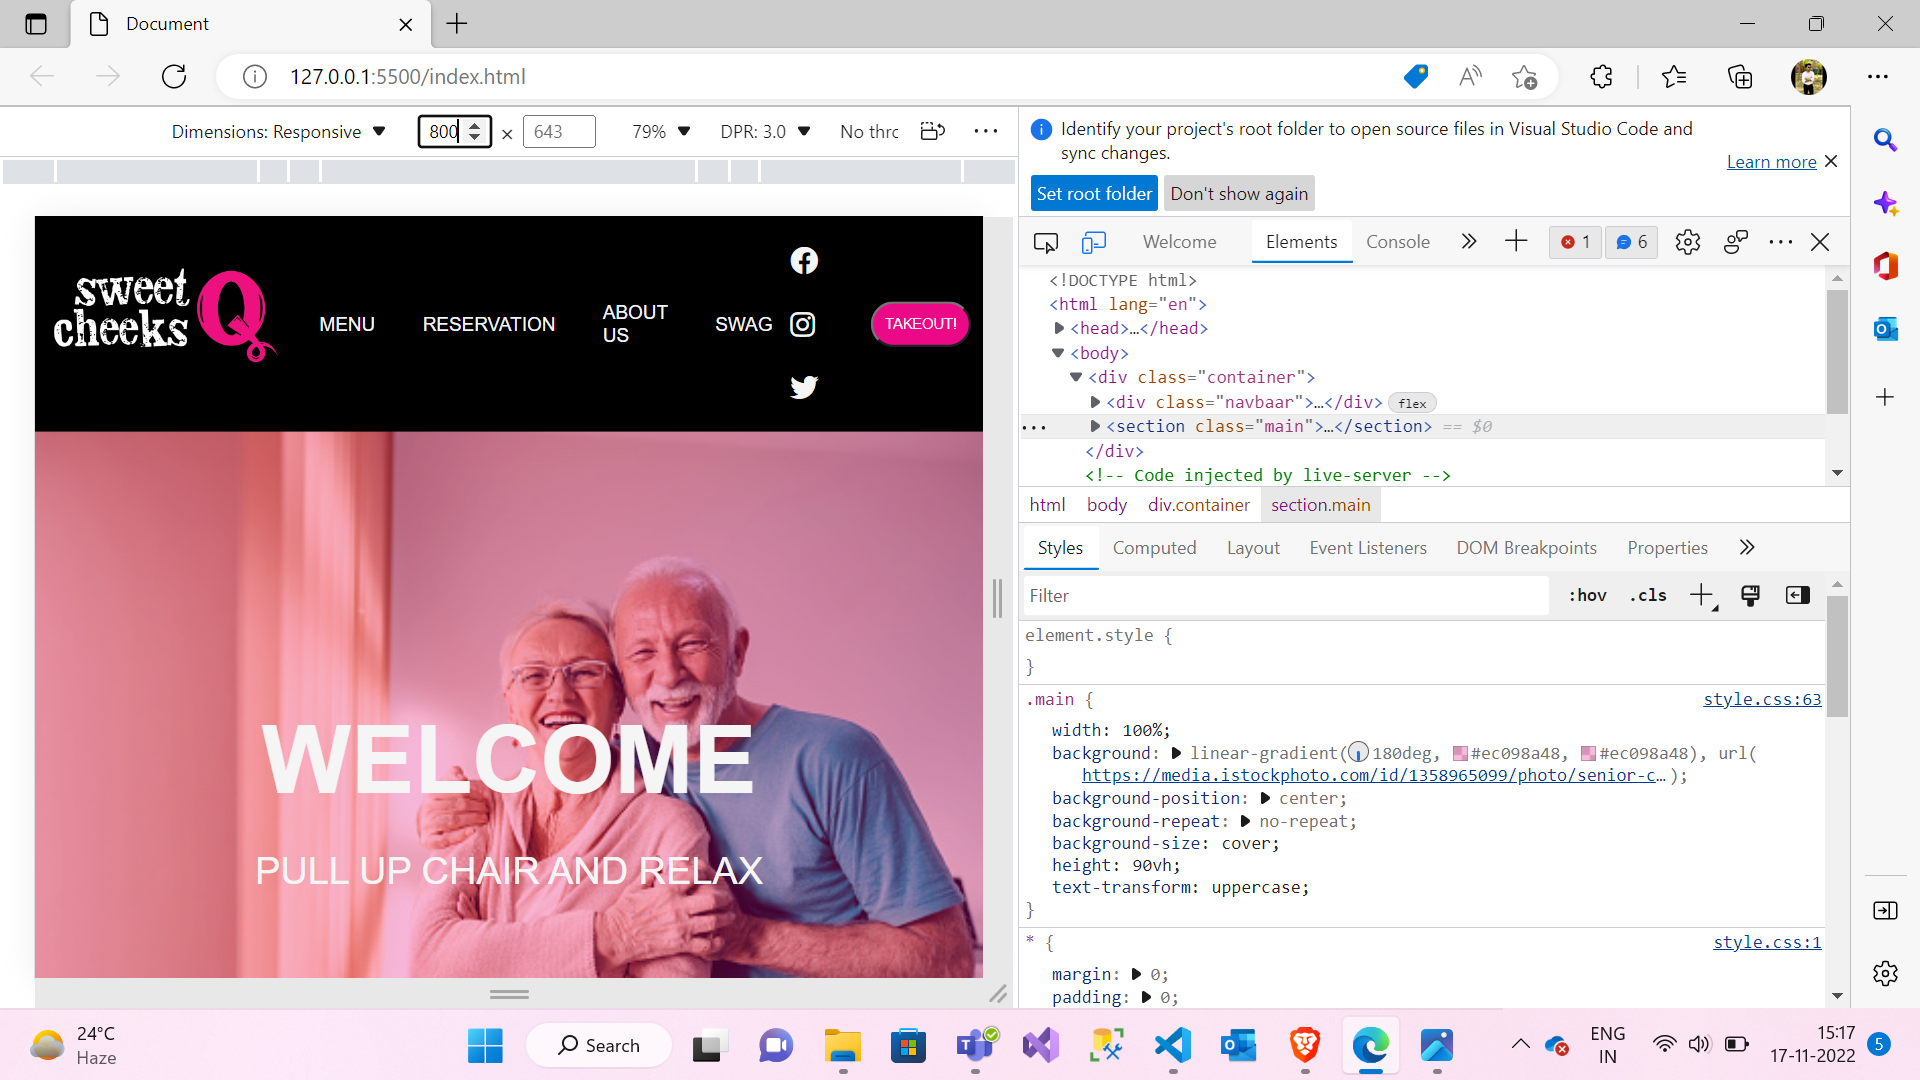 Document
127.0.0.1:5500/index.html
Dimensions: Responsive 800 × 643 79% DPR: 3.0 No thrc
Identify your project's root folder to open source files in Visual Studio Code and
sync changes.
Learn more
Set root folder Don't show again
Welcome Elements Console 1 6
sweet
cheeks Q
MENU RESERVATION ABOUT
US SWAG TAKEOUT!
WELCOME
PULL UP CHAIR AND RELAX
<!DOCTYPE html>
<html lang="en">
<head>…</head>
<body>
<div class="container">
<div class="navbaar">…</div> flex
<section class="main">…</section> == $0
</div>
<!-- Code injected by live-server -->
html body div.container section.main
Styles Computed Layout Event Listeners DOM Breakpoints Properties
Filter :hov .cls
element.style {
}
.main { style.css:63
width: 100%;
background: linear-gradient(180deg, #ec098a48, #ec098a48), url(
https://media.istockphoto.com/id/1358965099/photo/senior-c… );
background-position: center;
background-repeat: no-repeat;
background-size: cover;
height: 90vh;
text-transform: uppercase;
}
* { style.css:1
margin: 0;
padding: 0;
24°C
Haze
Search
ENG
IN
15:17
17-11-2022 5